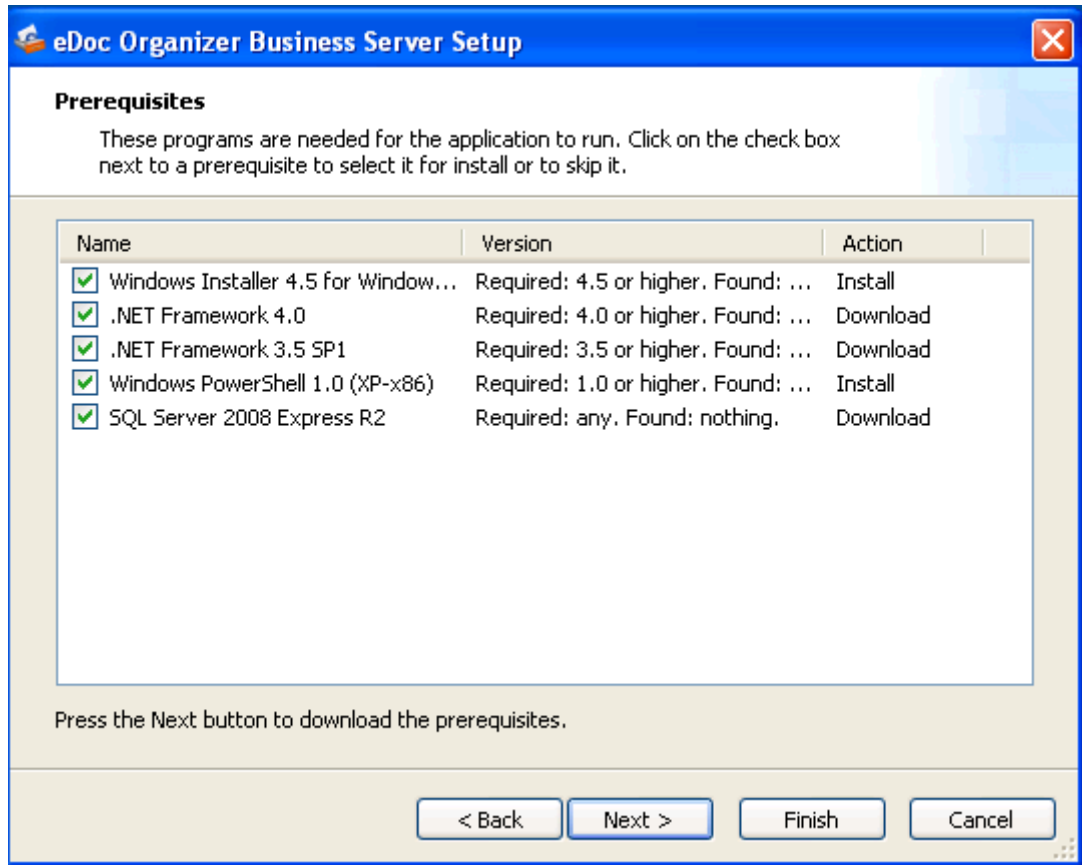 eDoc Organizer Business Server Setup
Prerequisites
These programs are needed for the application to run. Click on the check box
next to a prerequisite to select it for install or to skip it.
Name Version Action
Windows Installer 4.5 for Window... Required: 4.5 or higher. Found: ... Install
.NET Framework 4.0 Required: 4.0 or higher. Found: ... Download
.NET Framework 3.5 SP1 Required: 3.5 or higher. Found: ... Download
Windows PowerShell 1.0 (XP-x86) Required: 1.0 or higher. Found: ... Install
SQL Server 2008 Express R2 Required: any. Found: nothing. Download
Press the Next button to download the prerequisites.
< Back Next > Finish Cancel